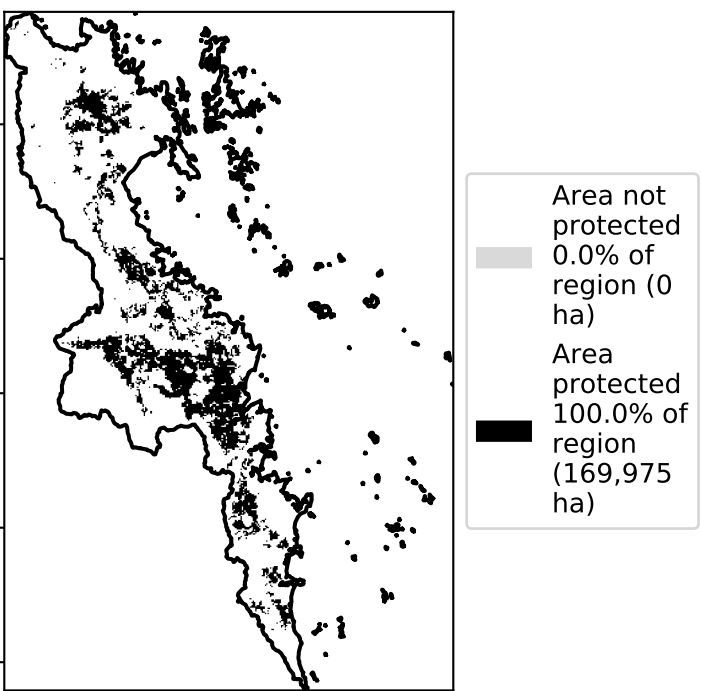 Area not
protected
0.0% of
region (0
ha)
Area
protected
100.0% of
region
(169,975
ha)